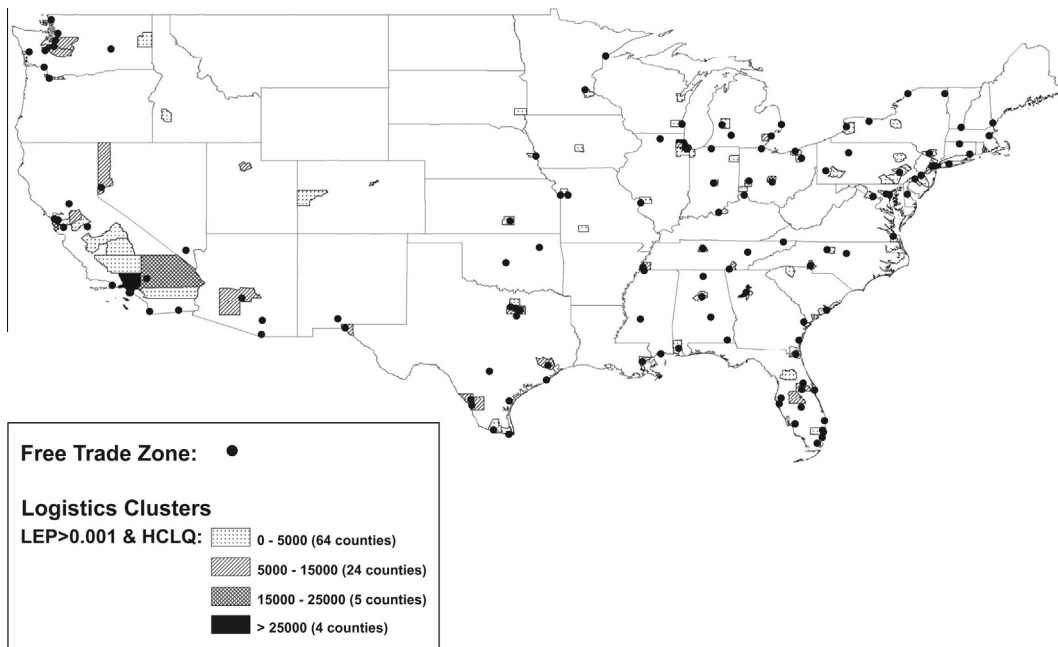 Free Trade Zone:
Logistics Clusters
LEP>0.001 & HCLQ:
0 - 5000 (64 counties)
5000 - 15000 (24 counties)
15000 - 25000 (5 counties)
> 25000 (4 counties)